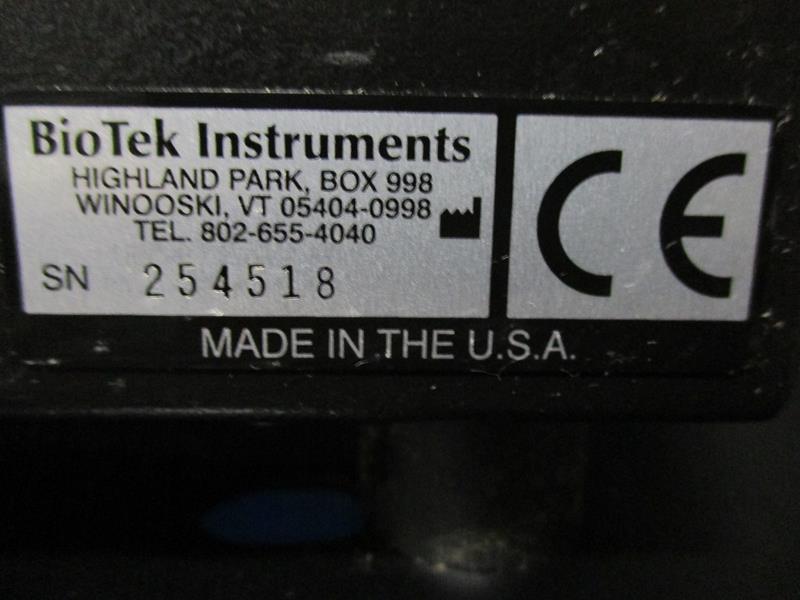 BioTek Instruments
HIGHLAND PARK, BOX 998
WINOOSKI, VT 05404-0998
TEL. 802-655-4040
SN 254518
CE
MADE IN THE U.S.A.